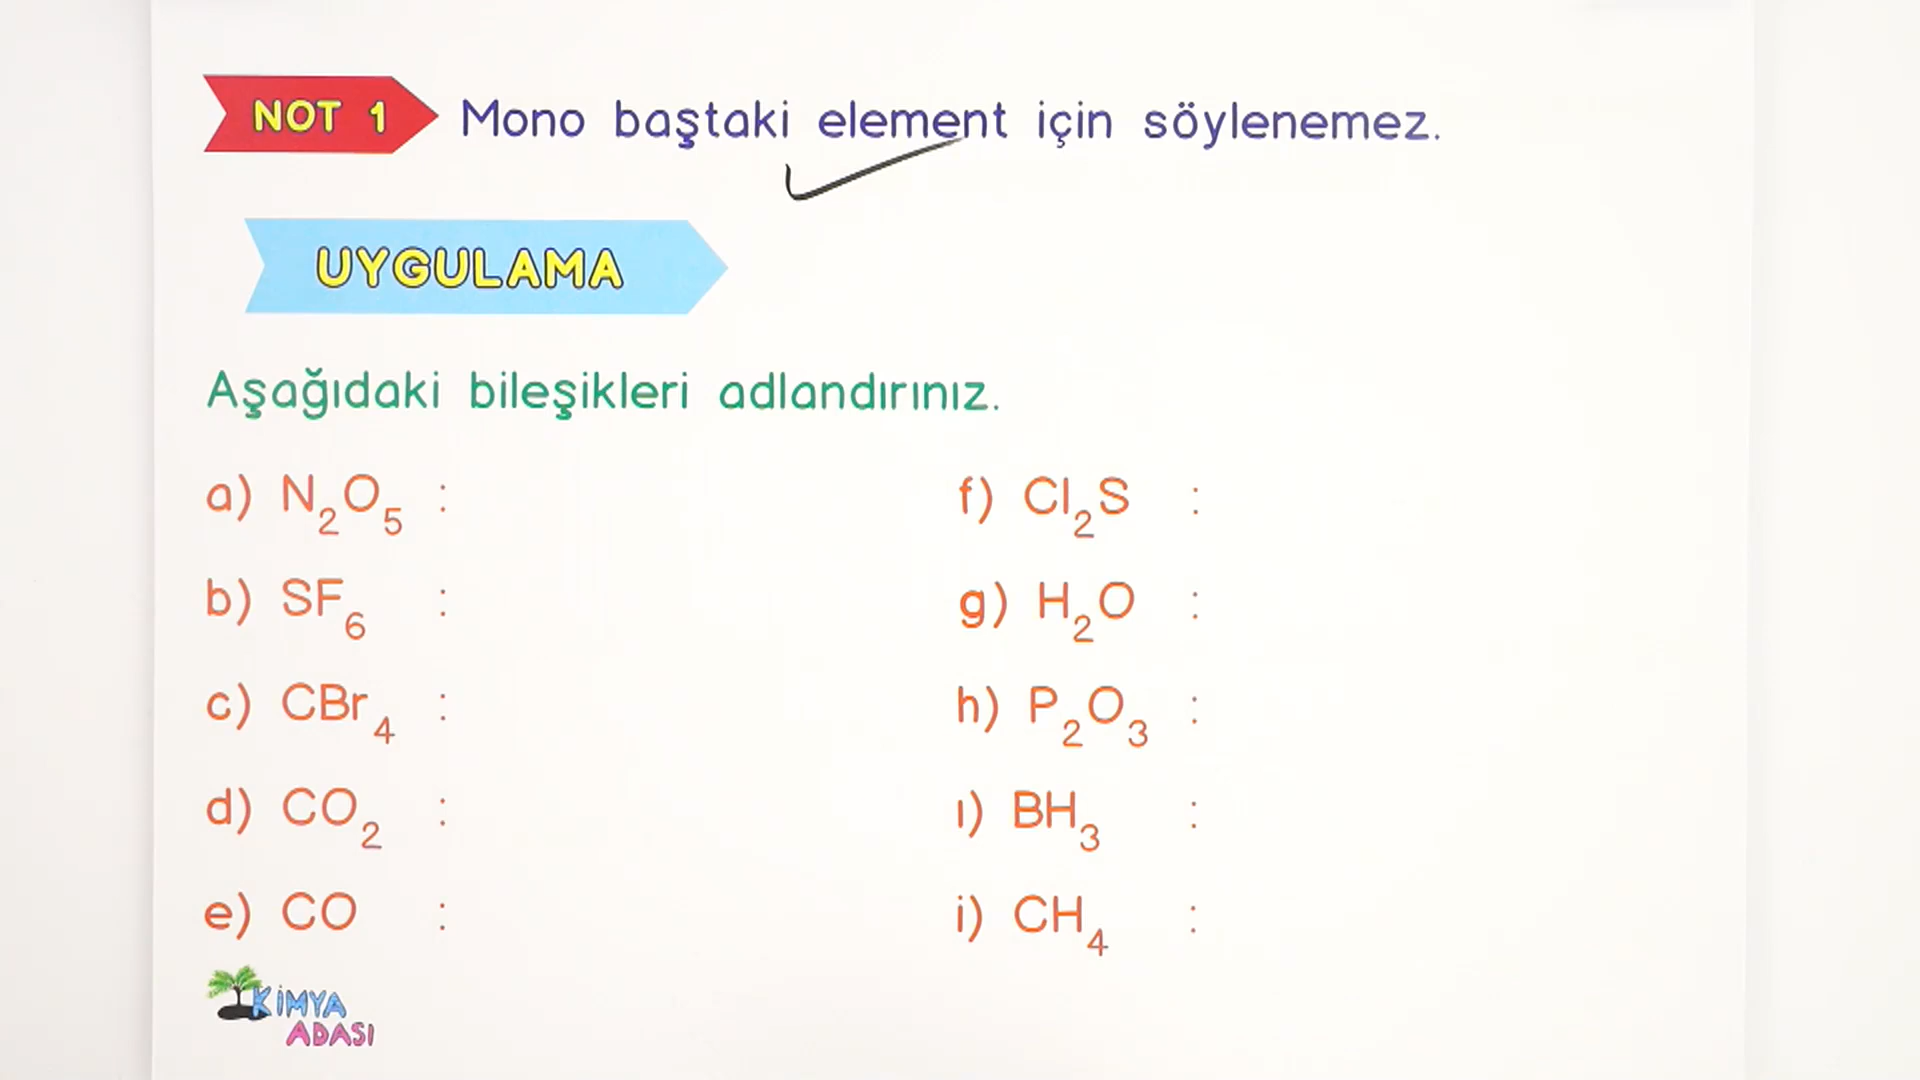 NOT 1 Mono baştaki element için söylenemez.
UYGULAMA
Aşağıdaki bileşikleri adlandırınız.
a) N₂O₅ :
b) SF₆ :
c) CBr₄ :
d) CO₂ :
e) CO :
f) Cl₂S :
g) H₂O :
h) P₂O₃ :
ı) BH₃ :
i) CH₄ :
KİMYA
ADASI